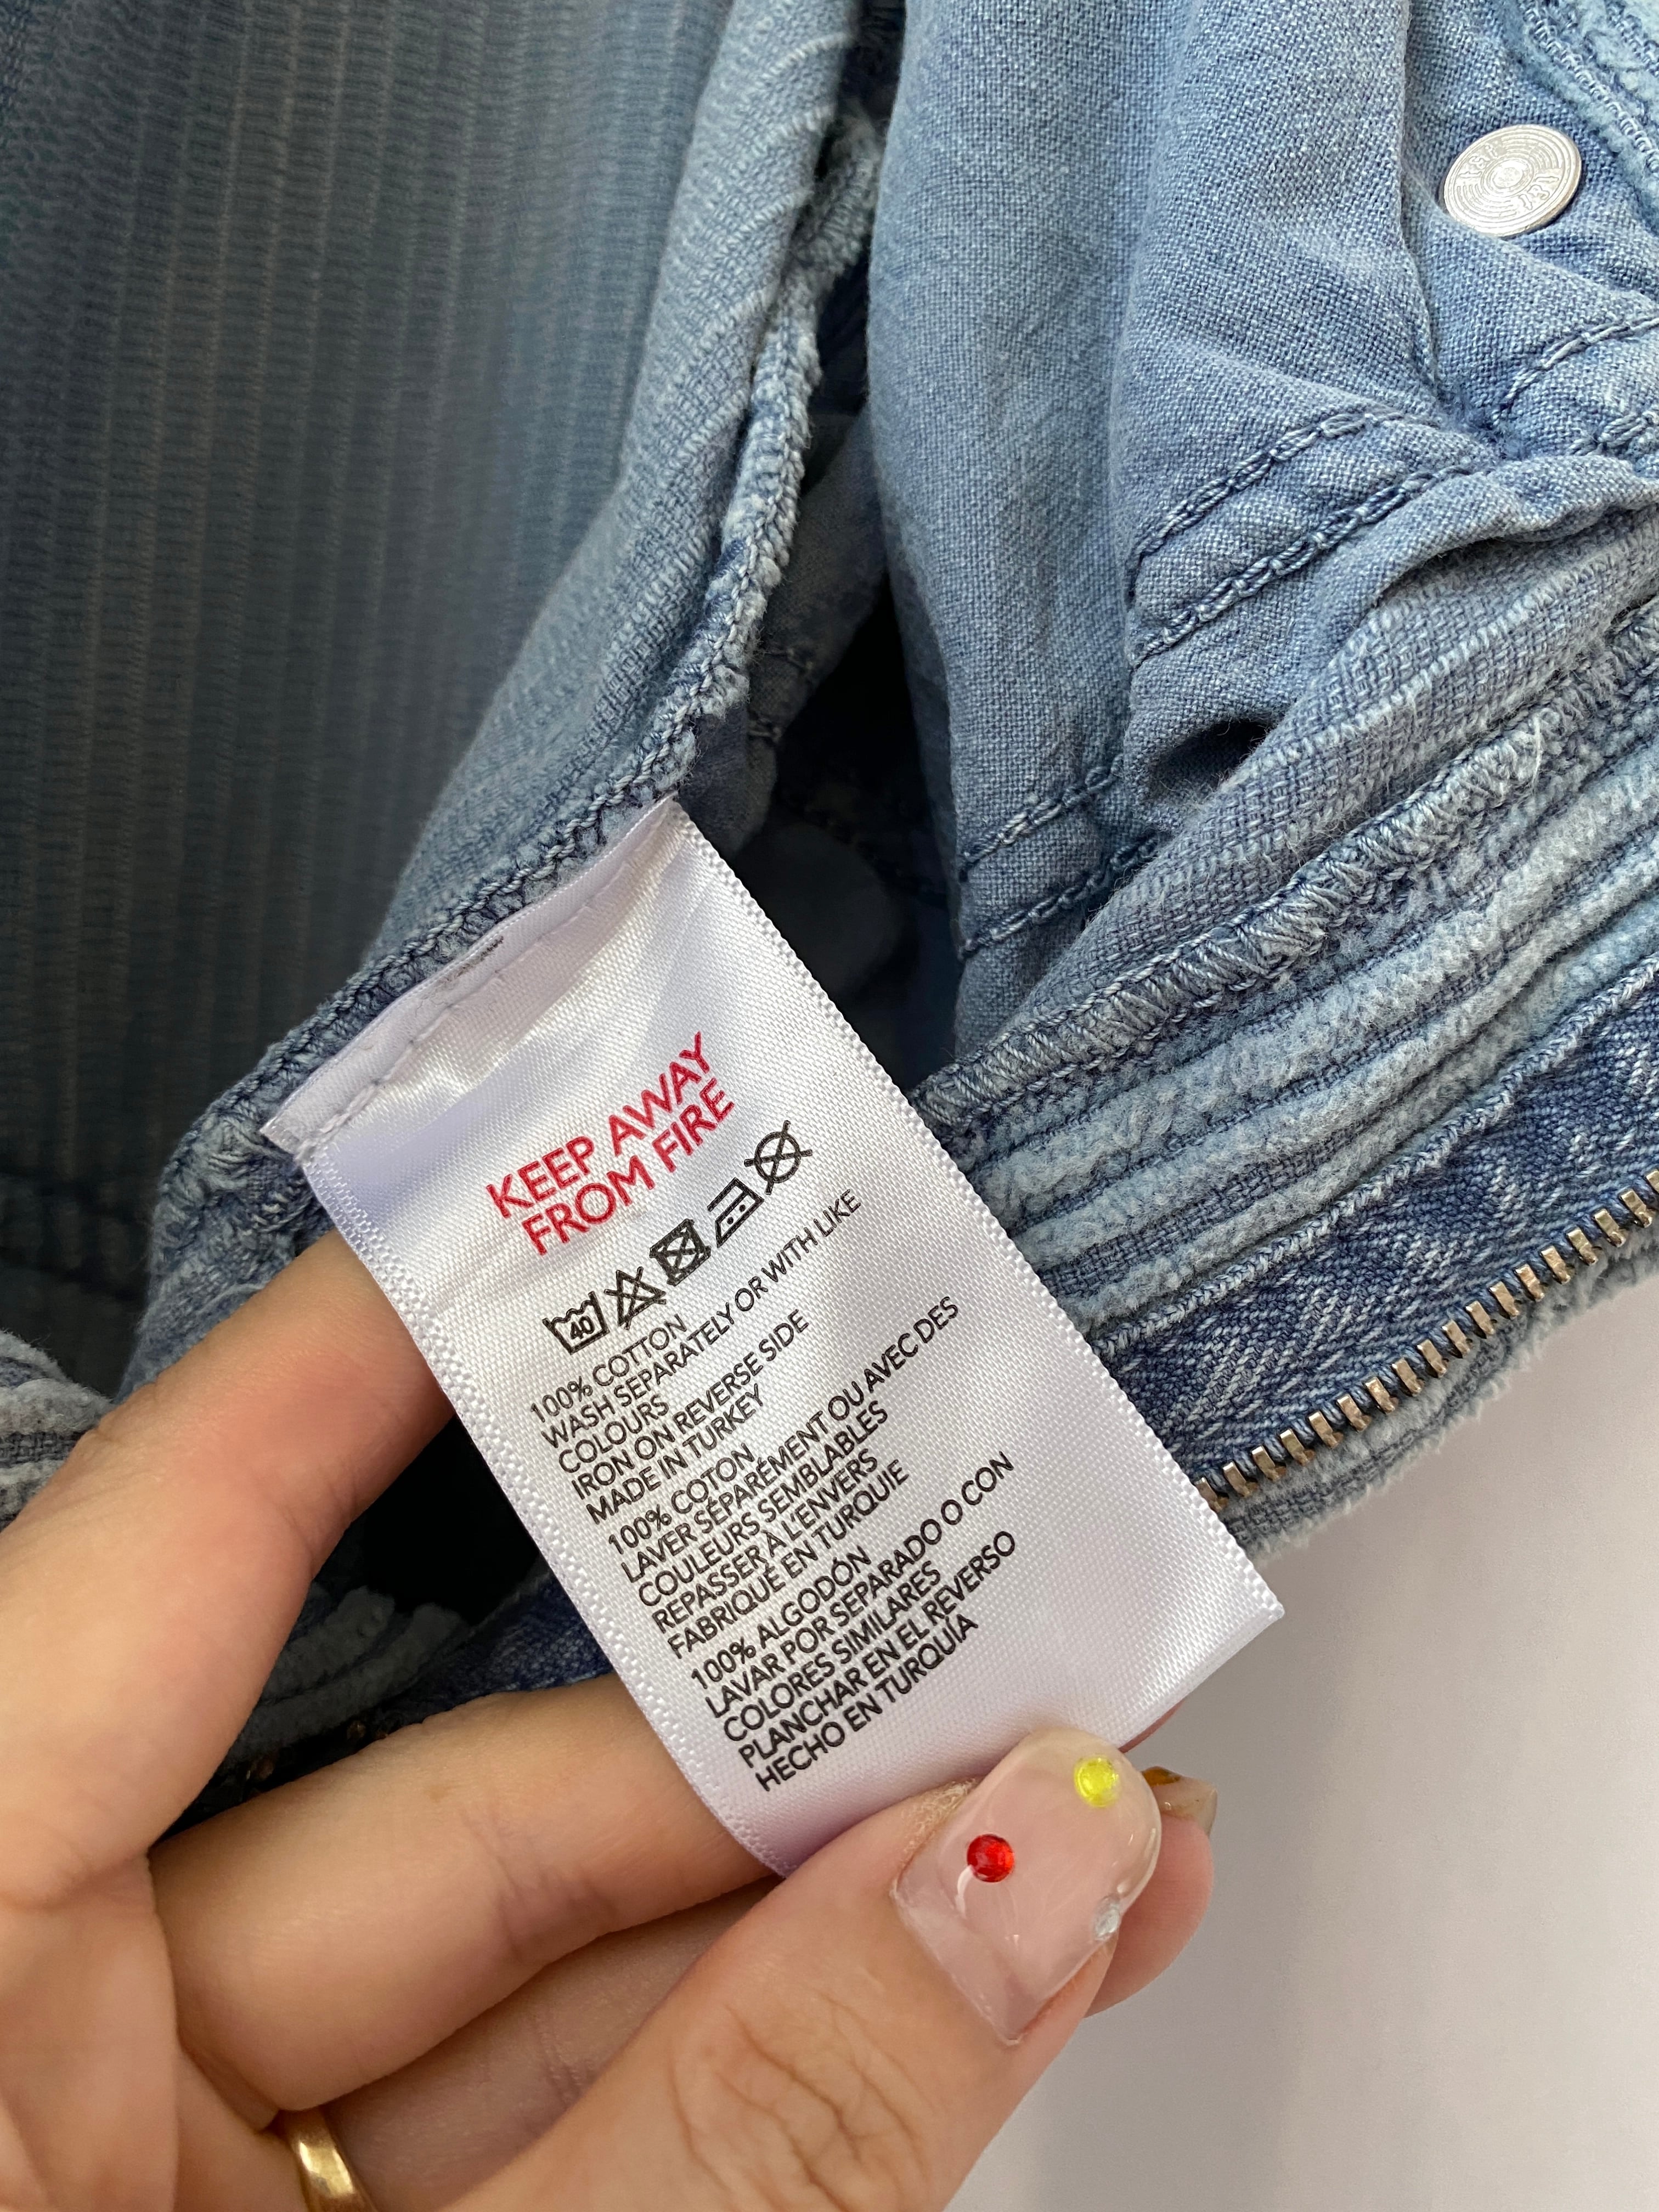 KEEP AWAY
FROM FIRE
40
100% COTTON
WASH SEPARATELY OR WITH LIKE
COLOURS
IRON ON REVERSE SIDE
MADE IN TURKEY
100% COTON
LAVER SÉPARÉMENT OU AVEC DES
COULEURS SEMBLABLES
REPASSER À L'ENVERS
FABRIQUÉ EN TURQUIE
100% ALGODÓN
LAVAR POR SEPARADO O CON
COLORES SIMILARES
PLANCHAR EN EL REVERSO
HECHO EN TURQUÍA